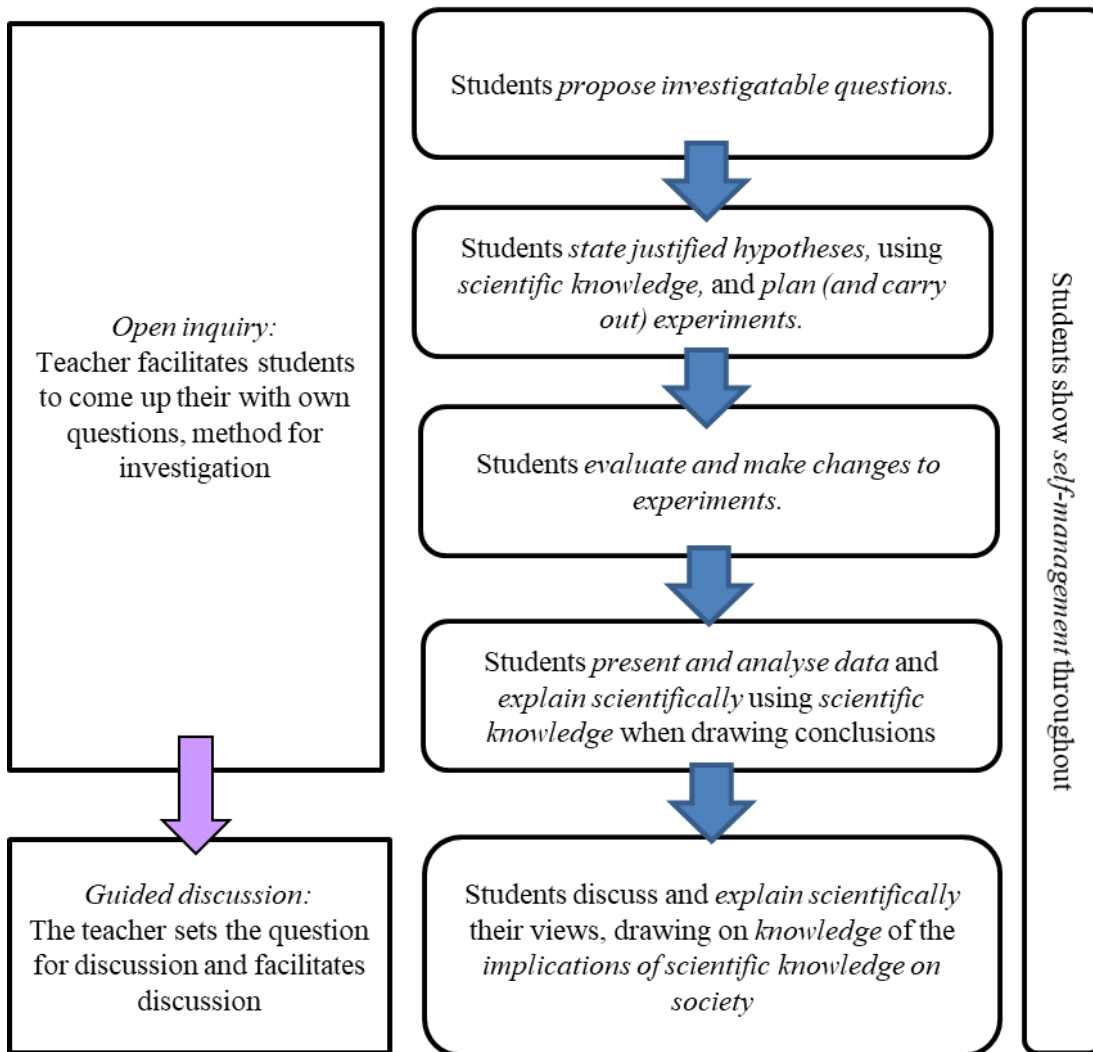 Open inquiry:
Teacher facilitates students
to come up their with own
questions, method for
investigation
Guided discussion:
The teacher sets the question
for discussion and facilitates
discussion
Students propose investigatable questions.
Students state justified hypotheses, using
scientific knowledge, and plan (and carry
out) experiments.
Students evaluate and make changes to
experiments.
Students present and analyse data and
explain scientifically using scientific
knowledge when drawing conclusions
Students discuss and explain scientifically
their views, drawing on knowledge of the
implications of scientific knowledge on
society
Students show self-management throughout